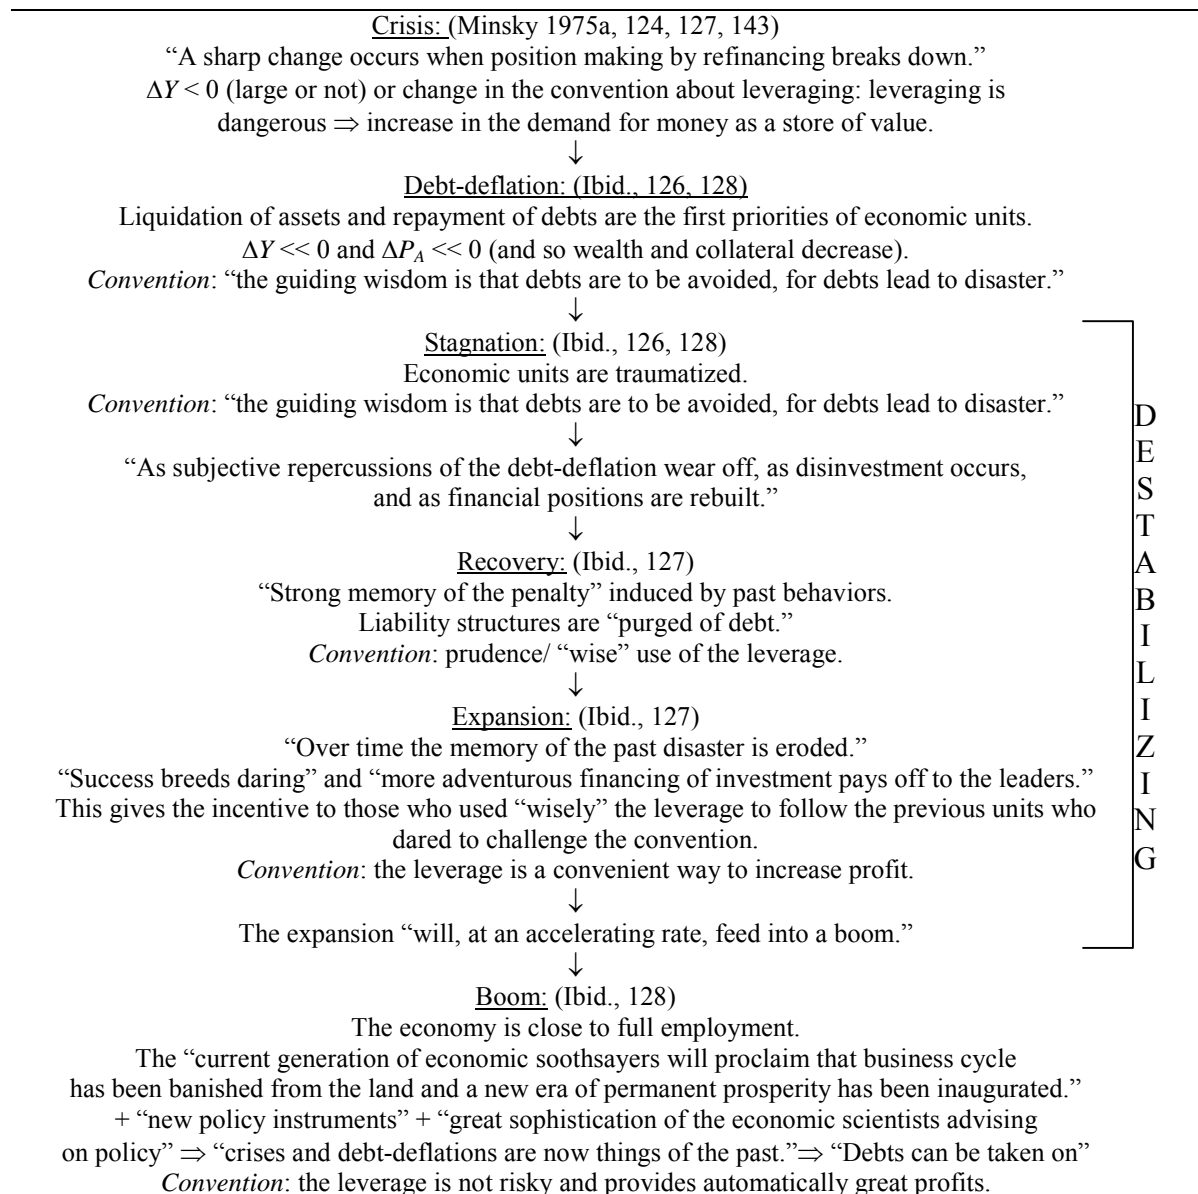 Crisis: (Minsky 1975a, 124, 127, 143)
“A sharp change occurs when position making by refinancing breaks down.”
ΔY < 0 (large or not) or change in the convention about leveraging: leveraging is
dangerous ⇒ increase in the demand for money as a store of value.
↓
Debt-deflation: (Ibid., 126, 128)
Liquidation of assets and repayment of debts are the first priorities of economic units.
ΔY << 0 and ΔP_A << 0 (and so wealth and collateral decrease).
Convention: “the guiding wisdom is that debts are to be avoided, for debts lead to disaster.”
↓
Stagnation: (Ibid., 126, 128)
Economic units are traumatized.
Convention: “the guiding wisdom is that debts are to be avoided, for debts lead to disaster.”
↓
“As subjective repercussions of the debt-deflation wear off, as disinvestment occurs,
and as financial positions are rebuilt.”
↓
Recovery: (Ibid., 127)
“Strong memory of the penalty” induced by past behaviors.
Liability structures are “purged of debt.”
Convention: prudence/ “wise” use of the leverage.
↓
Expansion: (Ibid., 127)
“Over time the memory of the past disaster is eroded.”
“Success breeds daring” and “more adventurous financing of investment pays off to the leaders.”
This gives the incentive to those who used “wisely” the leverage to follow the previous units who
dared to challenge the convention.
Convention: the leverage is a convenient way to increase profit.
↓
The expansion “will, at an accelerating rate, feed into a boom.”
↓
Boom: (Ibid., 128)
The economy is close to full employment.
The “current generation of economic soothsayers will proclaim that business cycle
has been banished from the land and a new era of permanent prosperity has been inaugurated.”
+ “new policy instruments” + “great sophistication of the economic scientists advising
on policy” ⇒ “crises and debt-deflations are now things of the past.”⇒ “Debts can be taken on”
Convention: the leverage is not risky and provides automatically great profits.
DESTABILIZING